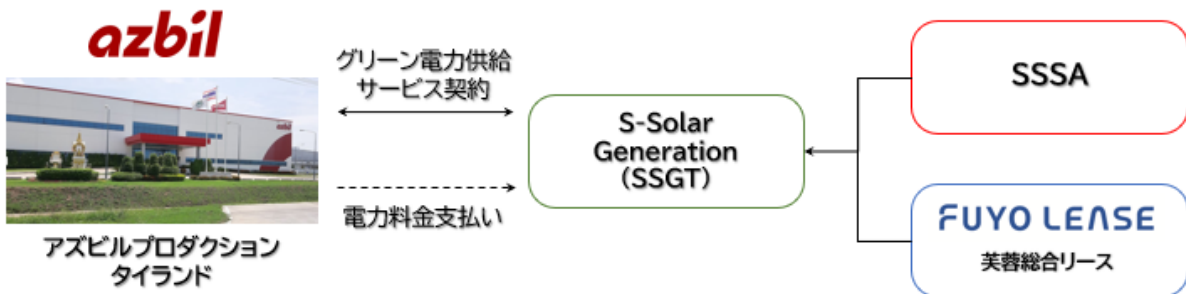 azbil
アズビルプロダクション
タイランド
グリーン電力供給
サービス契約
電力料金支払い
S-Solar
Generation
（SSGT）
SSSA
FUYO LEASE
芙蓉総合リース